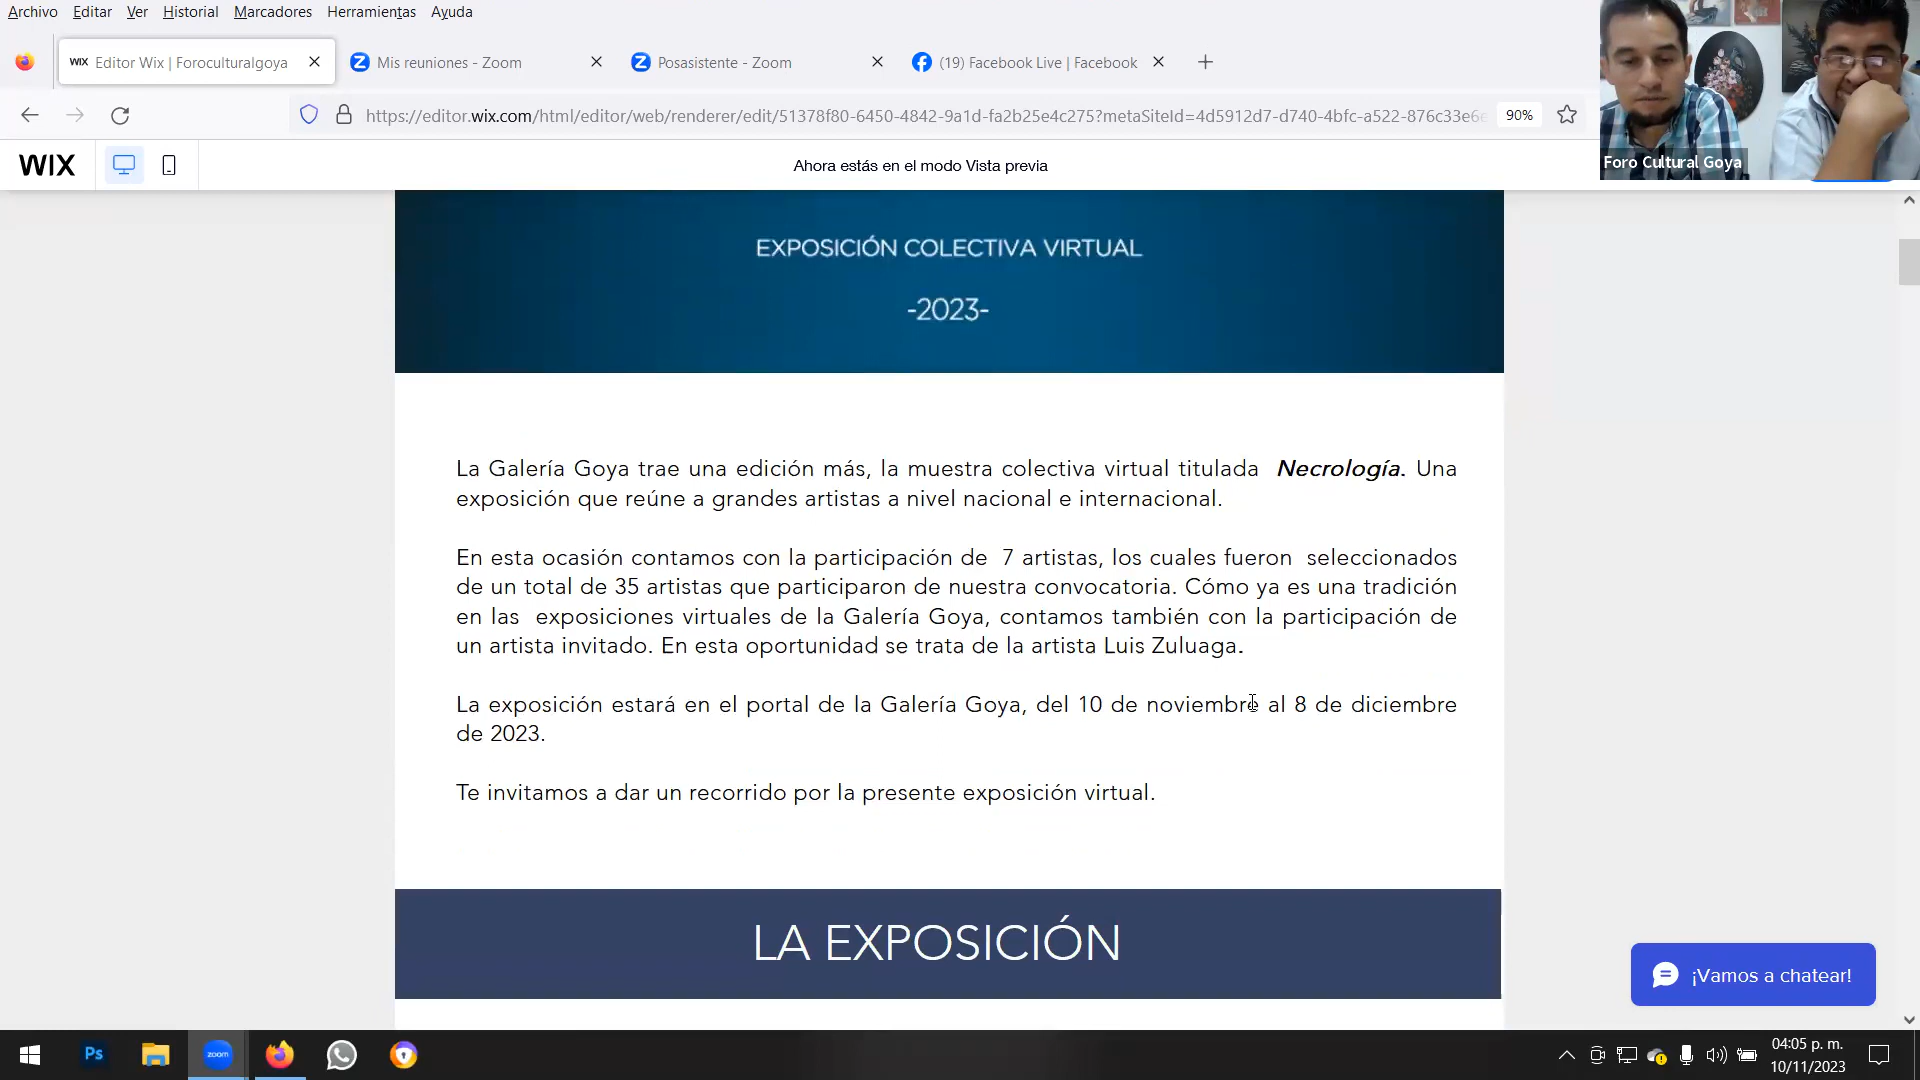 Archivo Editar Ver Historial Marcadores Herramientas Ayuda
WIX Editor Wix | Foroculturalgoya
Mis reuniones - Zoom
Posasistente - Zoom
(19) Facebook Live | Facebook
https://editor.wix.com/html/editor/web/renderer/edit/51378f80-6450-4842-9a1d-fa2b25e4c275?metaSiteId=4d5912d7-d740-4bfc-a522-876c33e6e
90%
Foro Cultural Goya
WIX
Ahora estás en el modo Vista previa
EXPOSICIÓN COLECTIVA VIRTUAL
-2023-
La Galería Goya trae una edición más, la muestra colectiva virtual titulada Necrología. Una
exposición que reúne a grandes artistas a nivel nacional e internacional.
En esta ocasión contamos con la participación de 7 artistas, los cuales fueron seleccionados
de un total de 35 artistas que participaron de nuestra convocatoria. Cómo ya es una tradición
en las exposiciones virtuales de la Galería Goya, contamos también con la participación de
un artista invitado. En esta oportunidad se trata de la artista Luis Zuluaga.
La exposición estará en el portal de la Galería Goya, del 10 de noviembre al 8 de diciembre
de 2023.
Te invitamos a dar un recorrido por la presente exposición virtual.
LA EXPOSICIÓN
¡Vamos a chatear!
Ps
zoom
04:05 p. m.
10/11/2023